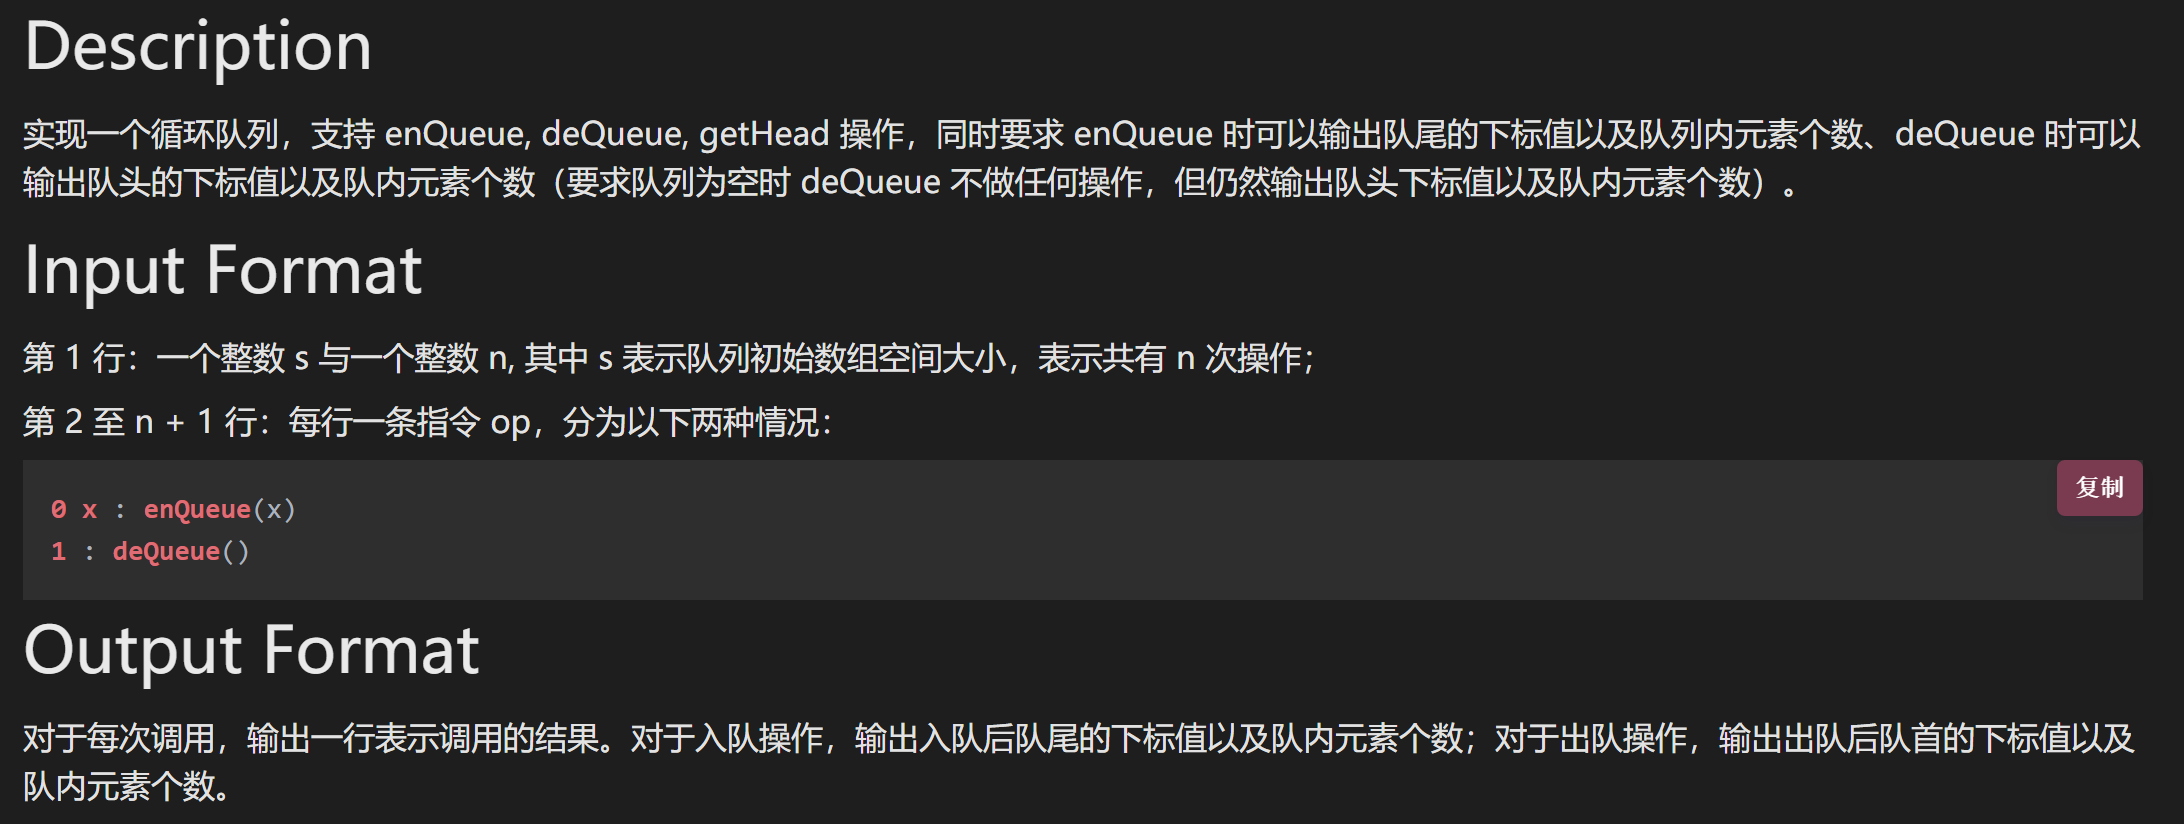 Description
实现一个循环队列，支持 enQueue, deQueue, getHead 操作，同时要求 enQueue 时可以输出队尾的下标值以及队列内元素个数、deQueue 时可以
输出队头的下标值以及队内元素个数（要求队列为空时 deQueue 不做任何操作，但仍然输出队头下标值以及队内元素个数）。
Input Format
第 1 行：一个整数 s 与一个整数 n, 其中 s 表示队列初始数组空间大小，表示共有 n 次操作；
第 2 至 n + 1 行：每行一条指令 op，分为以下两种情况：
复制
0 x : enQueue(x)
1 : deQueue()
Output Format
对于每次调用，输出一行表示调用的结果。对于入队操作，输出入队后队尾的下标值以及队内元素个数；对于出队操作，输出出队后队首的下标值以及
队内元素个数。